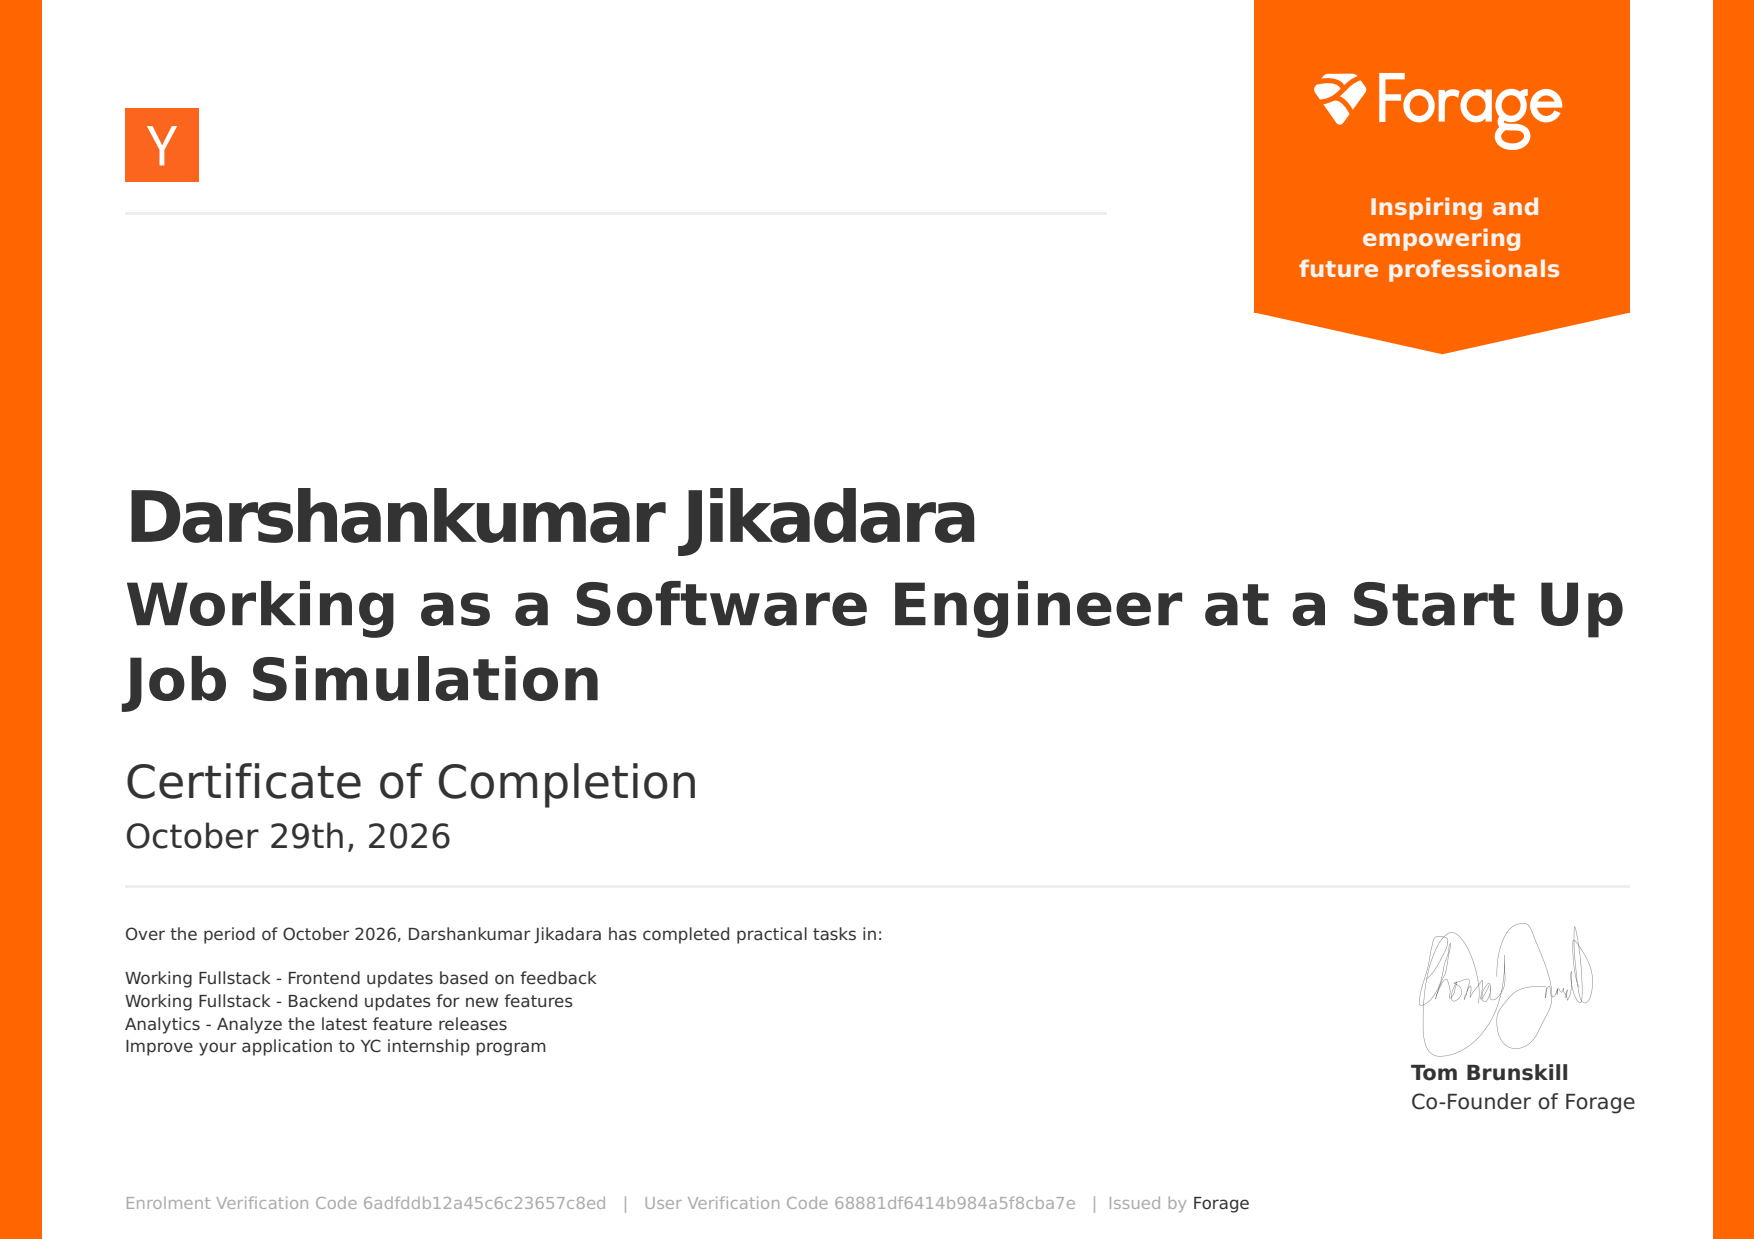 Y
Forage
Inspiring and
empowering
future professionals
Darshankumar Jikadara
Working as a Software Engineer at a Start Up
Job Simulation
Certificate of Completion
October 29th, 2026
Over the period of October 2026, Darshankumar Jikadara has completed practical tasks in:
Working Fullstack - Frontend updates based on feedback
Working Fullstack - Backend updates for new features
Analytics - Analyze the latest feature releases
Improve your application to YC internship program
Tom Brunskill
Co-Founder of Forage
Enrolment Verification Code 6adfddb12a45c6c23657c8ed | User Verification Code 68881df6414b984a5f8cba7e | Issued by Forage